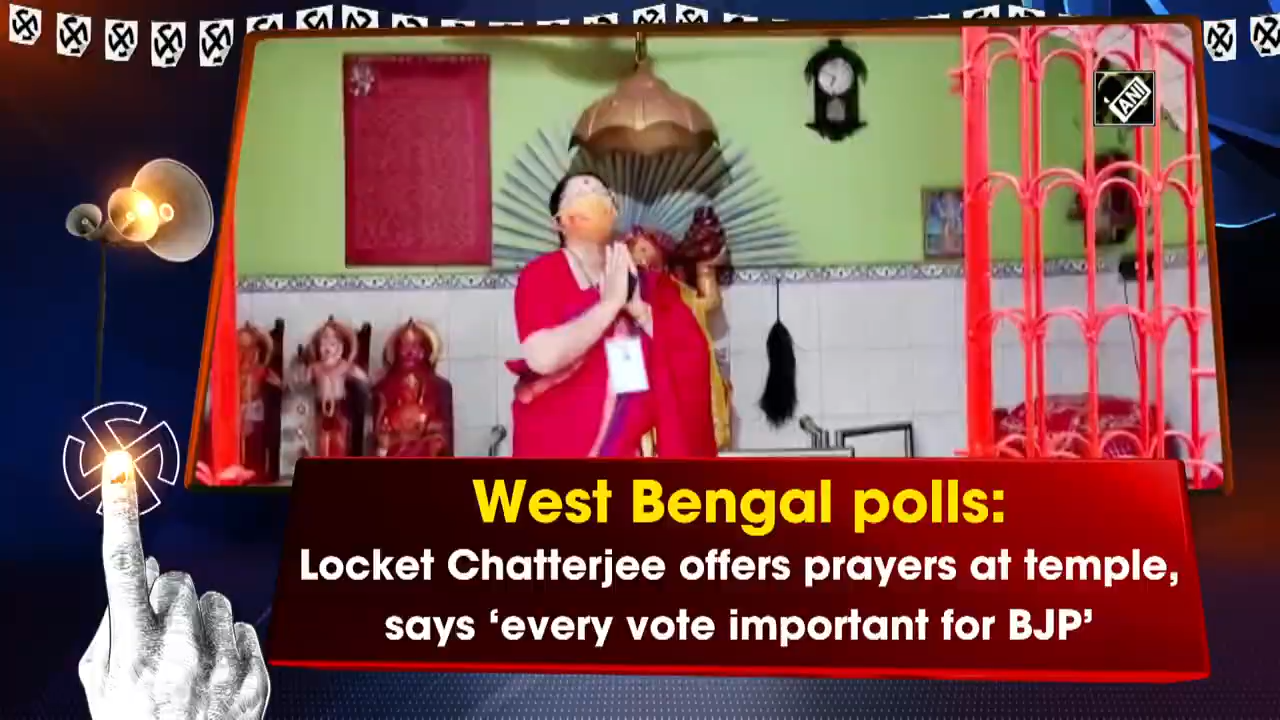 ANI
West Bengal polls:
Locket Chatterjee offers prayers at temple,
says ‘every vote important for BJP’